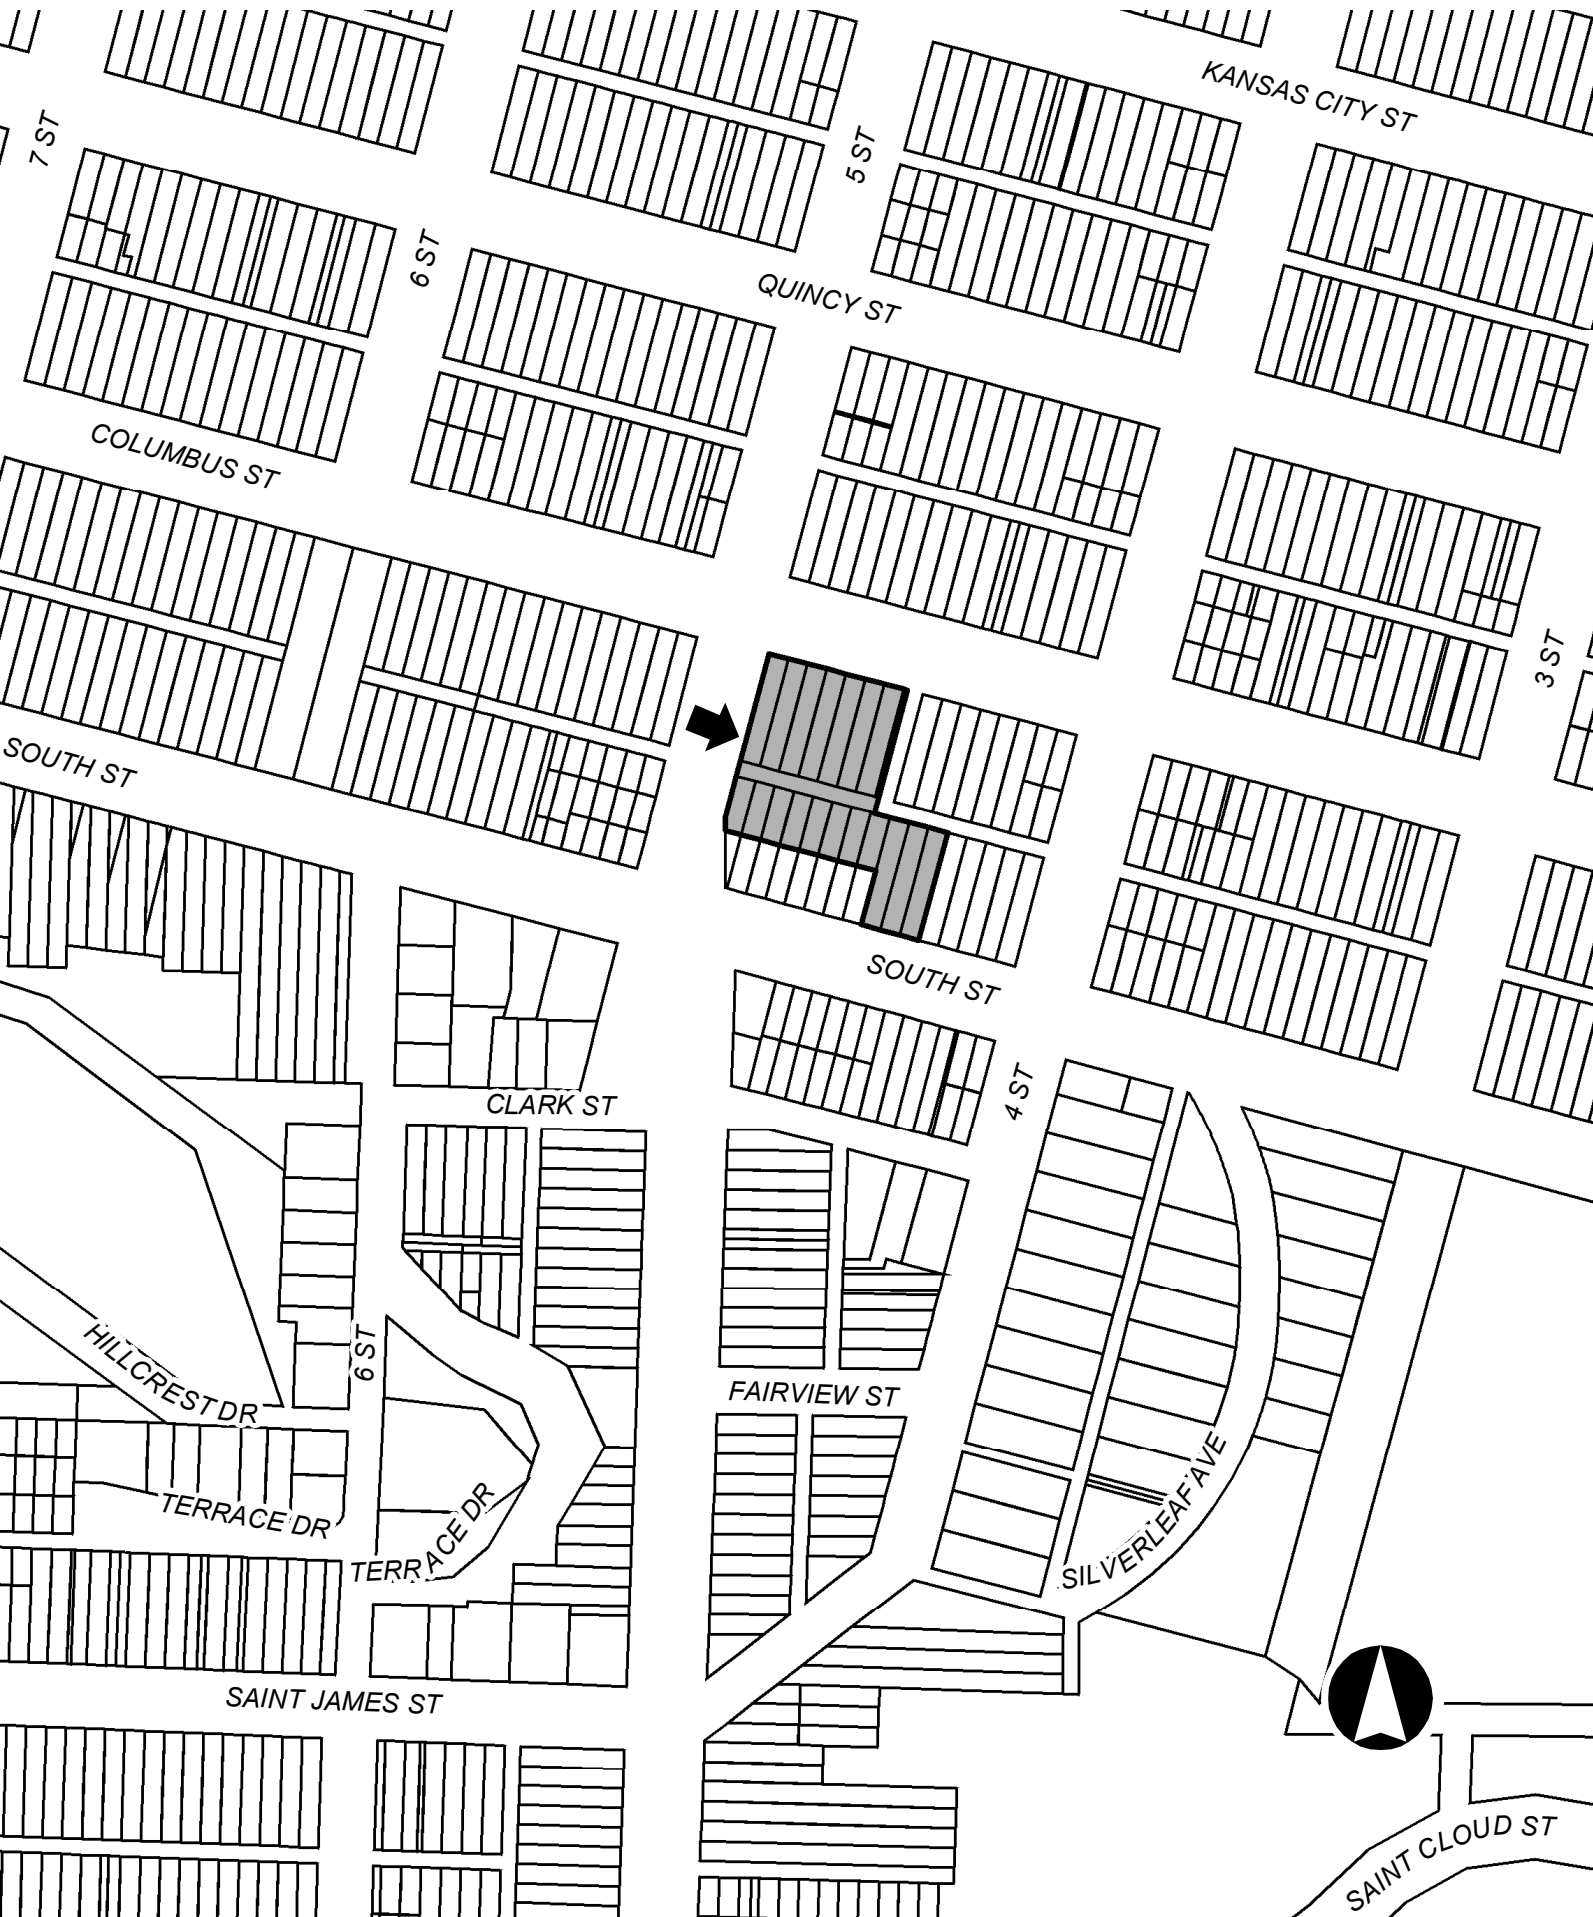 KANSAS CITY ST
7 ST
5 ST
6 ST
QUINCY ST
COLUMBUS ST
3 ST
SOUTH ST
SOUTH ST
4 ST
CLARK ST
HILLCREST DR
6 ST
FAIRVIEW ST
SILVERLEAF AVE
TERRACE DR
TERRACE DR
SAINT JAMES ST
SAINT CLOUD ST